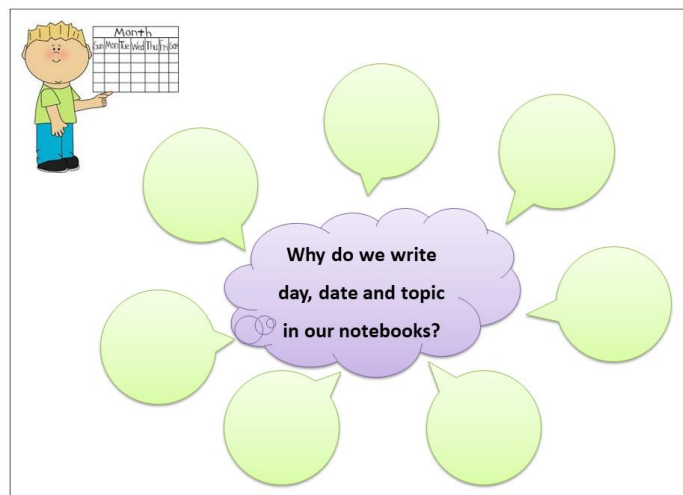 Month
Sun Mon Tue Wed Thu Fri Sat
Why do we write
day, date and topic
in our notebooks?